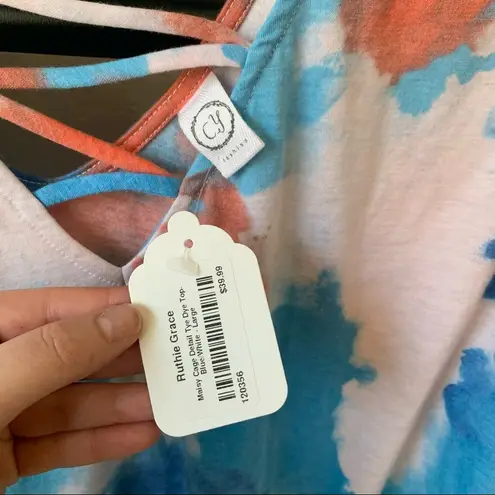 CY
fashion
Ruthie Grace
Maisy Cage Detail Tye Dye Top-
Blue/White - Large
120356
$39.99